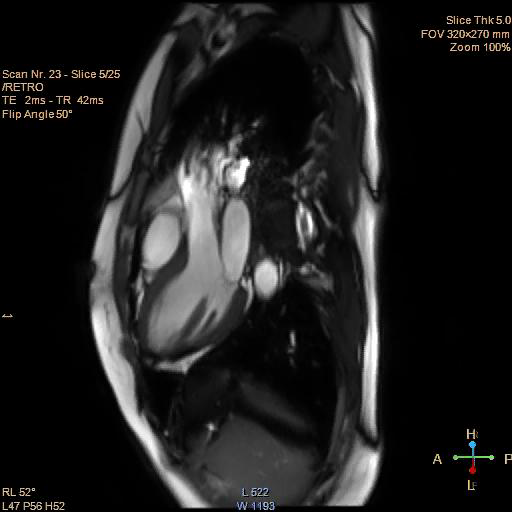 Slice Thk 5.0
FOV 320×270 mm
Zoom 100%
Scan Nr. 23 - Slice 5/25
/RETRO
TE 2ms - TR 42ms
Flip Angle 50°
H
A
P
RL 52°
L47 P56 H52
L 522
W 1193